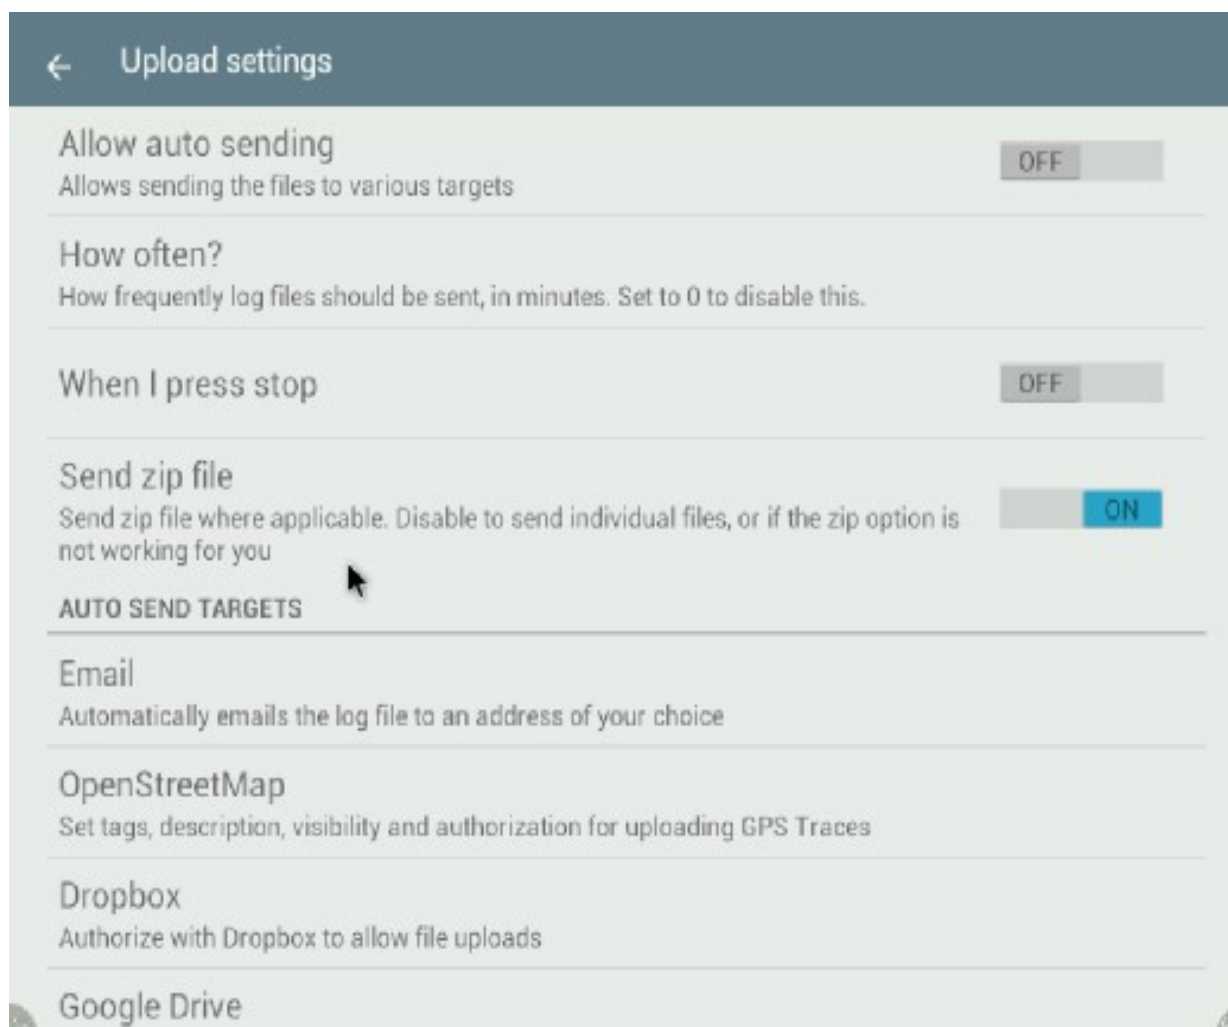 Upload settings
Allow auto sending
OFF
Allows sending the files to various targets
How often?
How frequently log files should be sent, in minutes. Set to 0 to disable this.
When I press stop
OFF
Send zip file
Send zip file where applicable. Disable to send individual files, or if the zip option is
ON
not working for you
AUTO SEND TARGETS
Email
Automatically emails the log file to an address of your choice
OpenStreetMap
Set tags, description, visibility and authorization for uploading GPS Traces
Dropbox
Authorize with Dropbox to allow file uploads
Google Drive